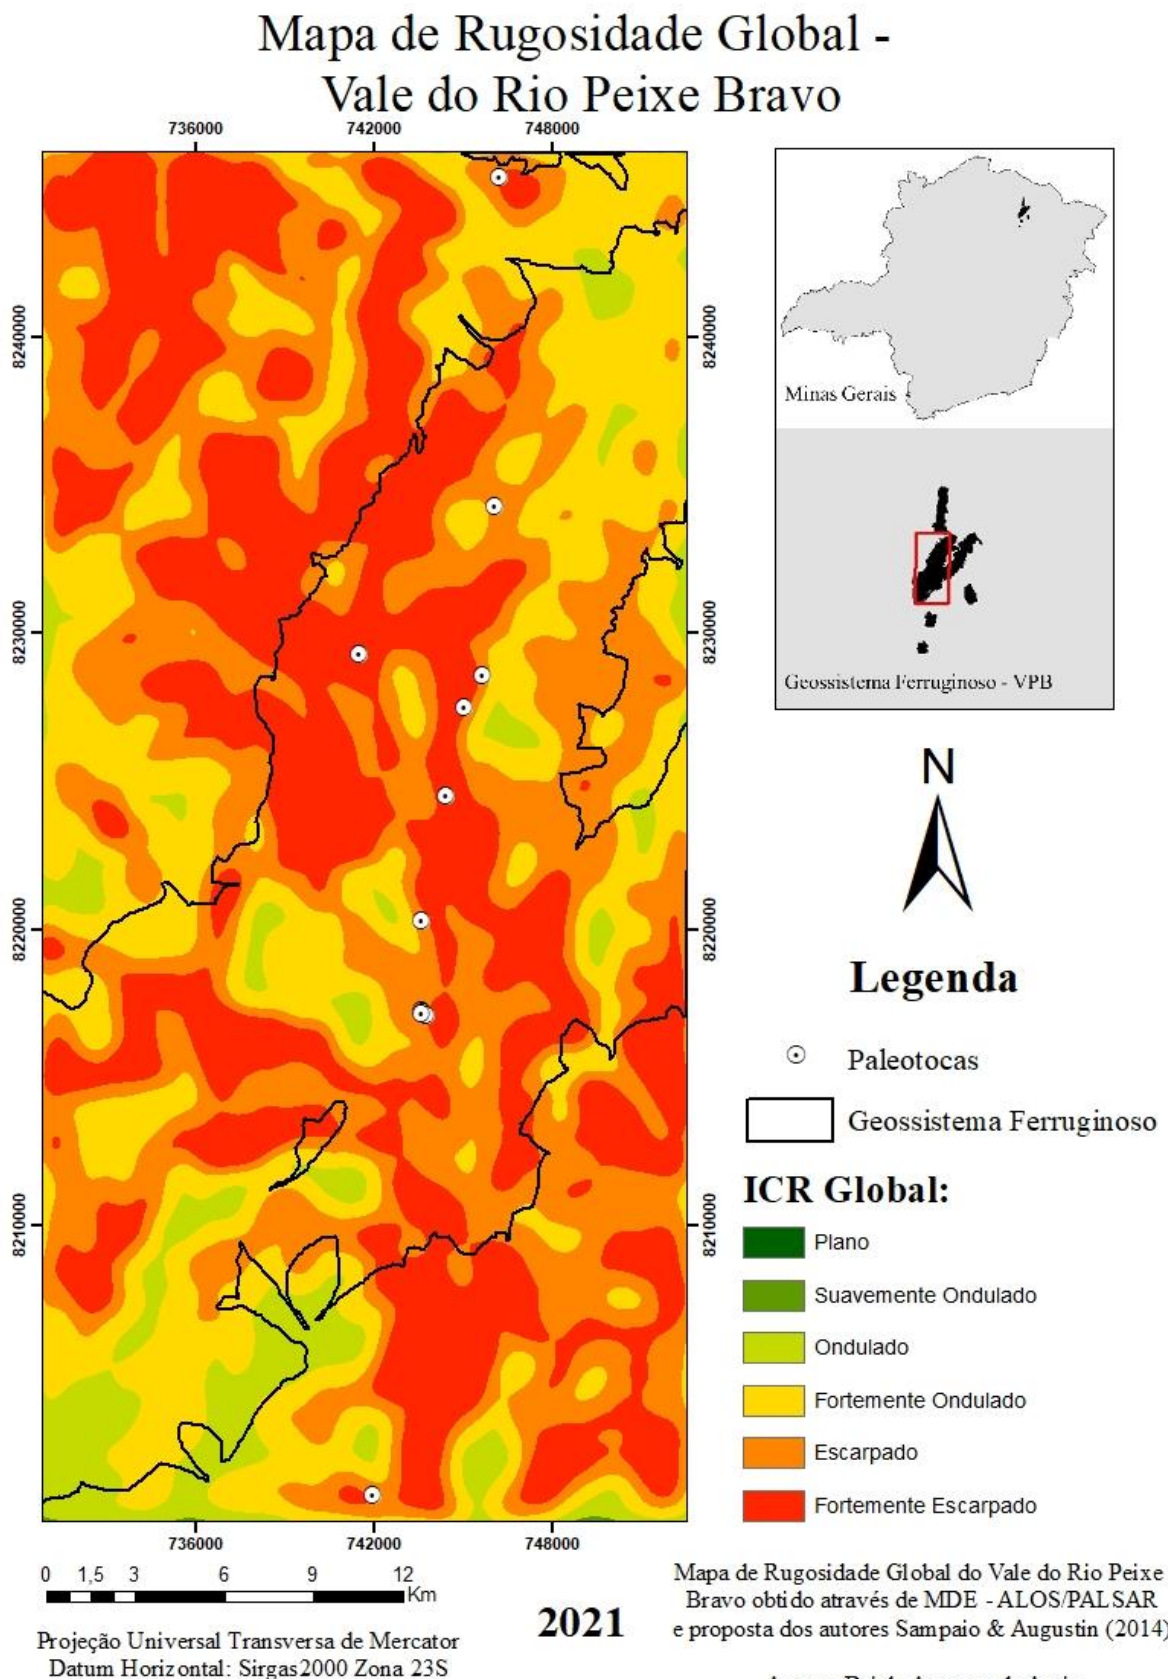 Mapa de Rugosidade Global -
Vale do Rio Peixe Bravo
736000
742000
748000
8240000
8240000
8230000
8230000
8220000
8220000
8210000
8210000
736000
742000
748000
Minas Gerais
Geossistema Ferruginoso - VPB
N
Legenda
Paleotocas
Geossistema Ferruginoso
ICR Global:
Plano
Suavemente Ondulado
Ondulado
Fortemente Ondulado
Escarpado
Fortemente Escarpado
0 1,5 3 6 9 12
Km
Projeção Universal Transversa de Mercator
Datum Horizontal: Sirgas2000 Zona 23S
2021
Mapa de Rugosidade Global do Vale do Rio Peixe
Bravo obtido através de MDE - ALOS/PALSAR
e proposta dos autores Sampaio & Augustin (2014)